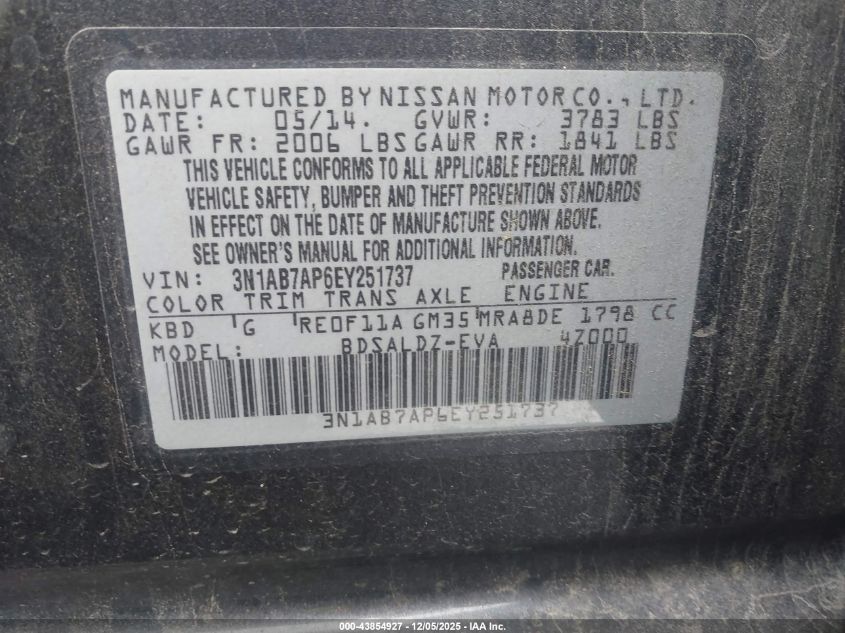 MANUFACTURED BY NISSAN MOTOR CO., LTD.
DATE: 05/14. GVWR: 3783 LBS
GAWR FR: 2006 LBS GAWR RR: 1841 LBS
THIS VEHICLE CONFORMS TO ALL APPLICABLE FEDERAL MOTOR
VEHICLE SAFETY, BUMPER AND THEFT PREVENTION STANDARDS
IN EFFECT ON THE DATE OF MANUFACTURE SHOWN ABOVE.
SEE OWNER'S MANUAL FOR ADDITIONAL INFORMATION.
VIN: 3N1AB7AP6EY251737 PASSENGER CAR.
COLOR TRIM TRANS AXLE ENGINE
KBD G RE0F11A GM35 MRA8DE 1798 CC
MODEL: BDSALDZ-EVA 4Z000
3N1AB7AP6EY251737
000-43854927 - 12/05/2025 - IAA Inc.